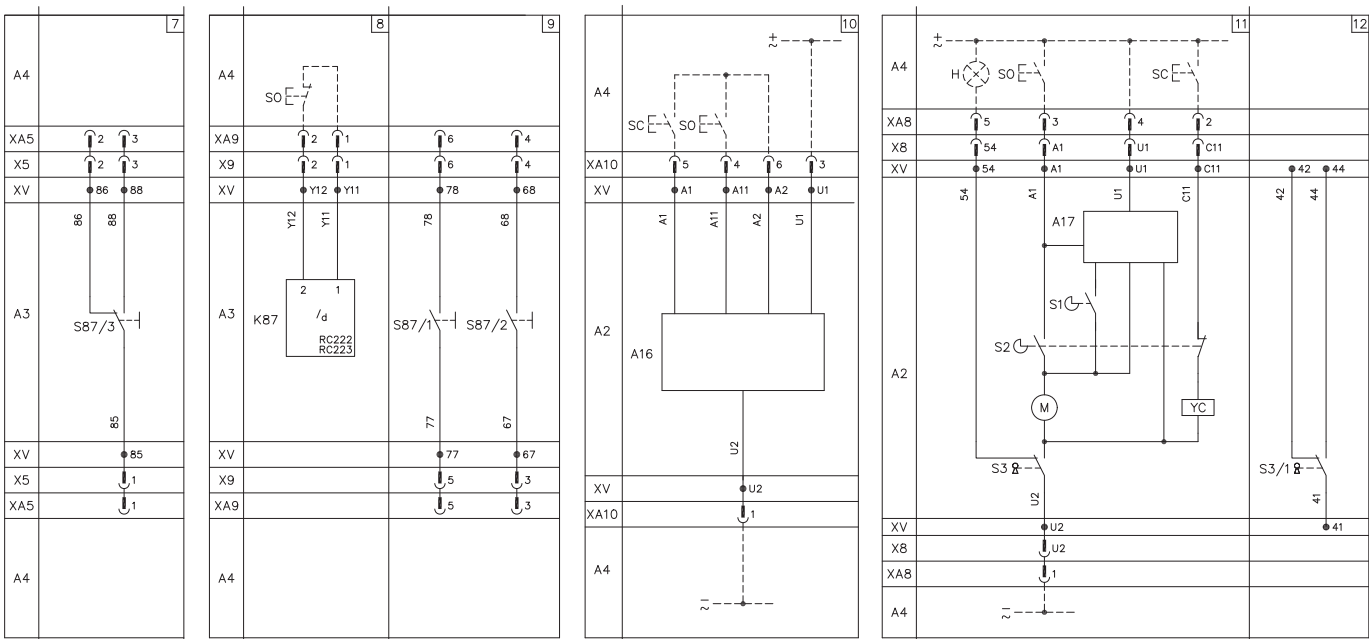 7
A4
XA5 2 3
X5 2 3
XV 86 88
86 88
A3
S87/3
85
XV 85
X5 1
XA5 1
A4
8 9
A4
SO
XA9 2 1 6 4
X9 2 1 6 4
XV Y12 Y11 78 68
Y12 Y11 78 68
2 1
A3 K87 /d S87/1 S87/2
RC222
RC223
77 67
XV 77 67
X9 5 3
XA9 5 3
A4
10
+
~
A4
SC SO
XA10 5 4 6 3
XV A1 A11 A2 U1
A1 A11 A2 U1
A2
A16
U2
XV U2
XA10 1
A4
–
~
11 12
+
~
A4 H SO SC
XA8 5 3 4 2
X8 54 A1 U1 C11
XV 54 A1 U1 C11 42 44
54 A1 U1 C11 42 44
A17
S1
S2
A2
M YC
S3 S3/1
U2 41
XV U2 41
X8 U2
XA8 1
A4
–
~